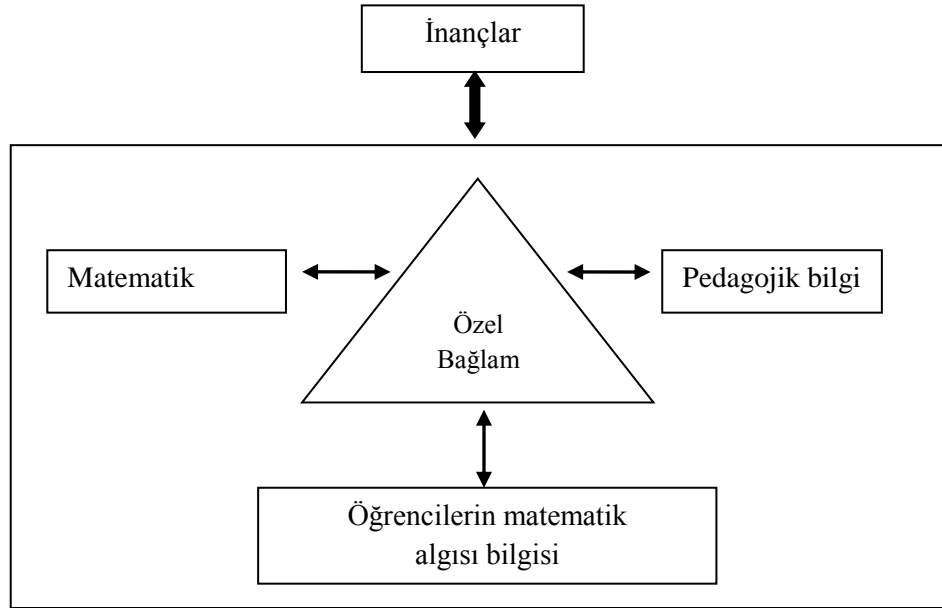 İnançlar
Matematik
Pedagojik bilgi
Özel
Bağlam
Öğrencilerin matematik
algısı bilgisi